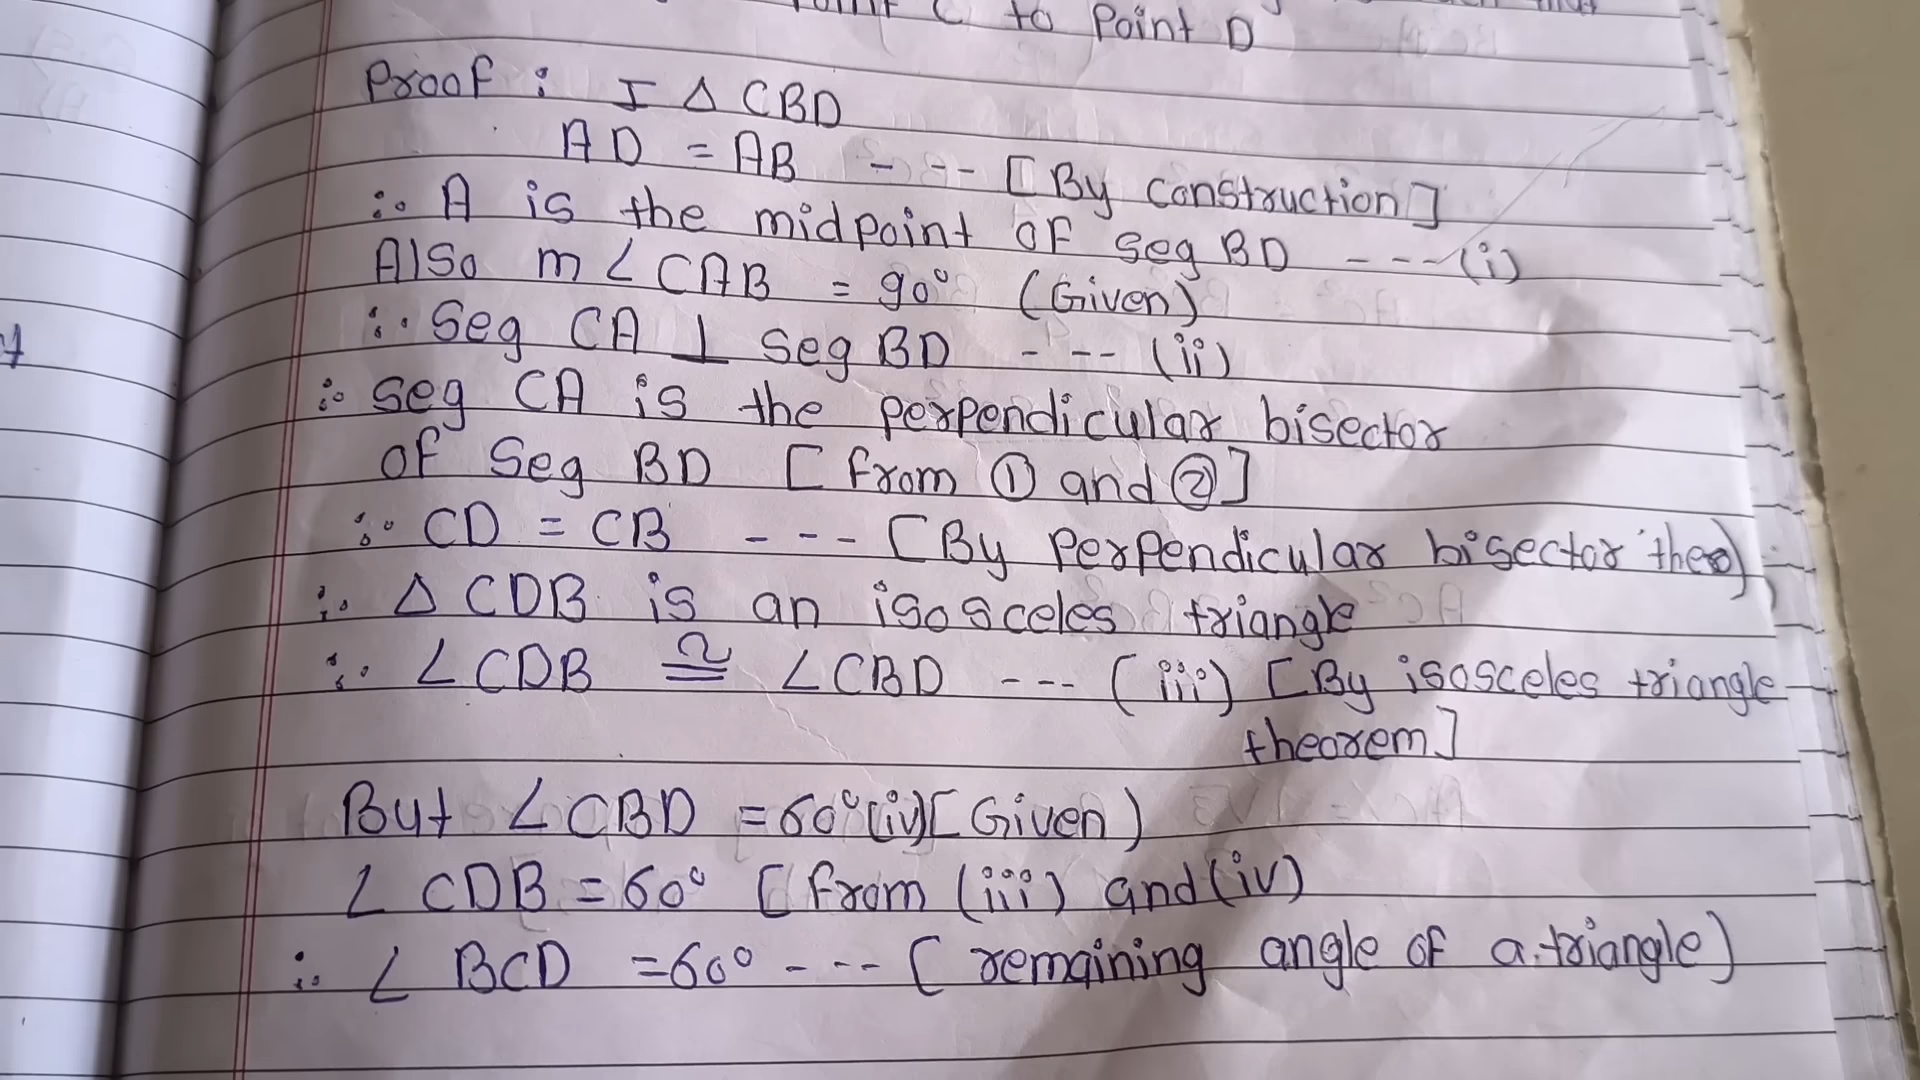 C to Point D
Proof : I △ CBD
AD = AB - - - [By construction]
∴ A is the midpoint of seg BD - - - (i)
Also m∠CAB = 90° (Given)
∴ Seg CA ⊥ seg BD - - - (ii)
∴ seg CA is the perpendicular bisector
of Seg BD [from ① and ②]
∴ CD = CB - - - [By perpendicular bisector theo)
∴ △ CDB is an isosceles triangle
∴ ∠CDB ≅ ∠CBD - - - (iii) [By isosceles triangle
theorem]
But ∠CBD = 60° (iv) [Given)
∠ CDB = 60° [from (iii) and (iv)
∴ ∠ BCD = 60° - - - [remaining angle of a triangle)